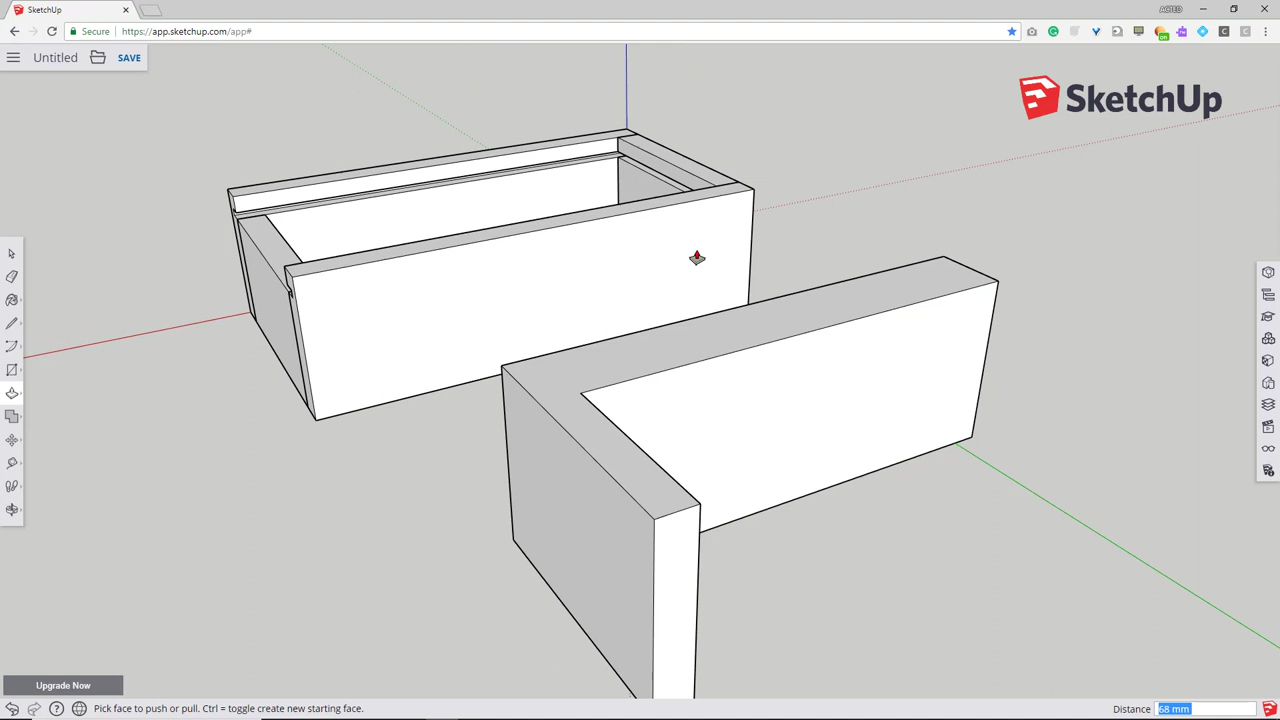 SketchUp
AGTED
Secure
https://app.sketchup.com/app#
Untitled
SAVE
SketchUp
Upgrade Now
Pick face to push or pull. Ctrl = toggle create new starting face.
Distance
68 mm